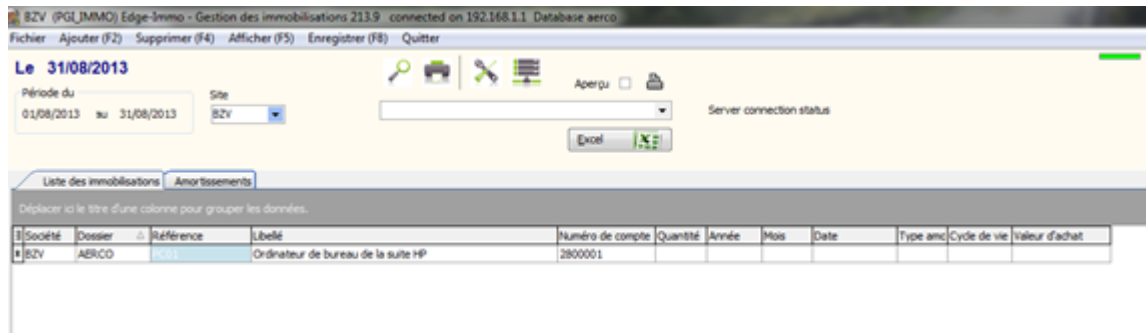 BZV (PGI_IMMO) Edge-Immo - Gestion des immobilisations 213.9 connected on 192.168.1.1 Database aerco
Fichier Ajouter (F2) Supprimer (F4) Afficher (F5) Enregistrer (F8) Quitter
Le 31/08/2013
Aperçu
Période du
Site
01/08/2013 au 31/08/2013
BZV
Server connection status
Excel
Liste des immobilisations Amortissements
Déplacer ici le titre d'une colonne pour grouper les données.
Société Dossier Référence Libellé Numéro de compte Quantité Année Mois Date Type amo Cycle de vie Valeur d'achat
BZV AERCO PC01 Ordinateur de bureau de la suite HP 2800001